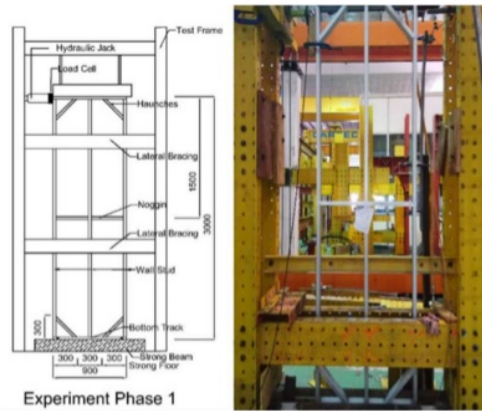 Test Frame
Hydraulic Jack
Load Cell
Haunches
Lateral Bracing
1500
3000
Noggin
Lateral Bracing
Wall Stud
300
Bottom Track
Strong Beam
300 300 300
Strong Floor
900
Experiment Phase 1